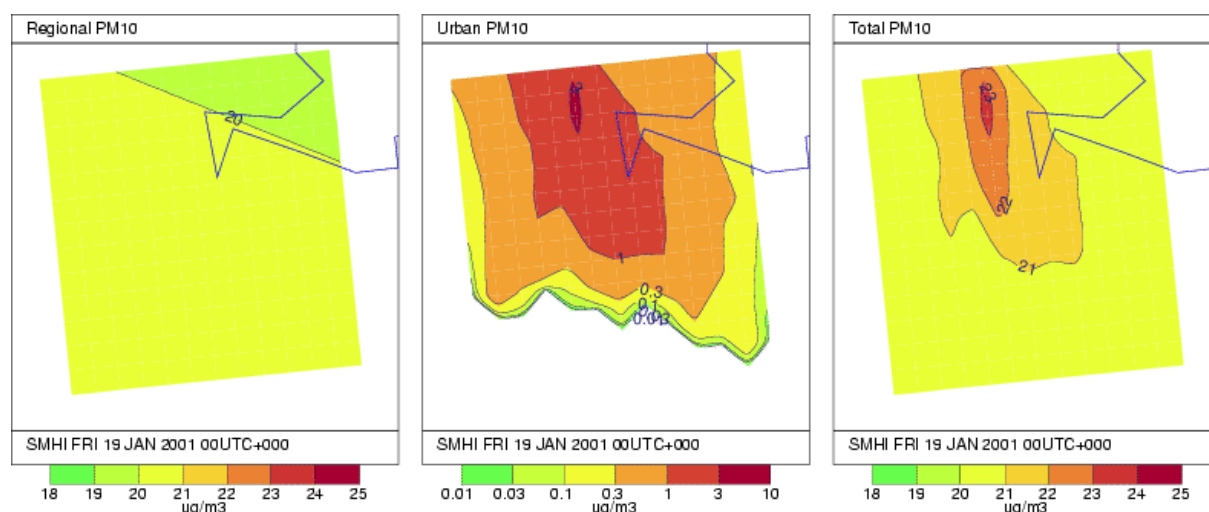 Regional PM10
20
SMHI FRI 19 JAN 2001 00UTC+000
18 19 20 21 22 23 24 25
µg/m3
Urban PM10
3
1
0.3
0.1
SMHI FRI 19 JAN 2001 00UTC+000
0.01 0.03 0.1 0.3 1 3 10
µg/m3
Total PM10
23
22
21
SMHI FRI 19 JAN 2001 00UTC+000
18 19 20 21 22 23 24 25
µg/m3